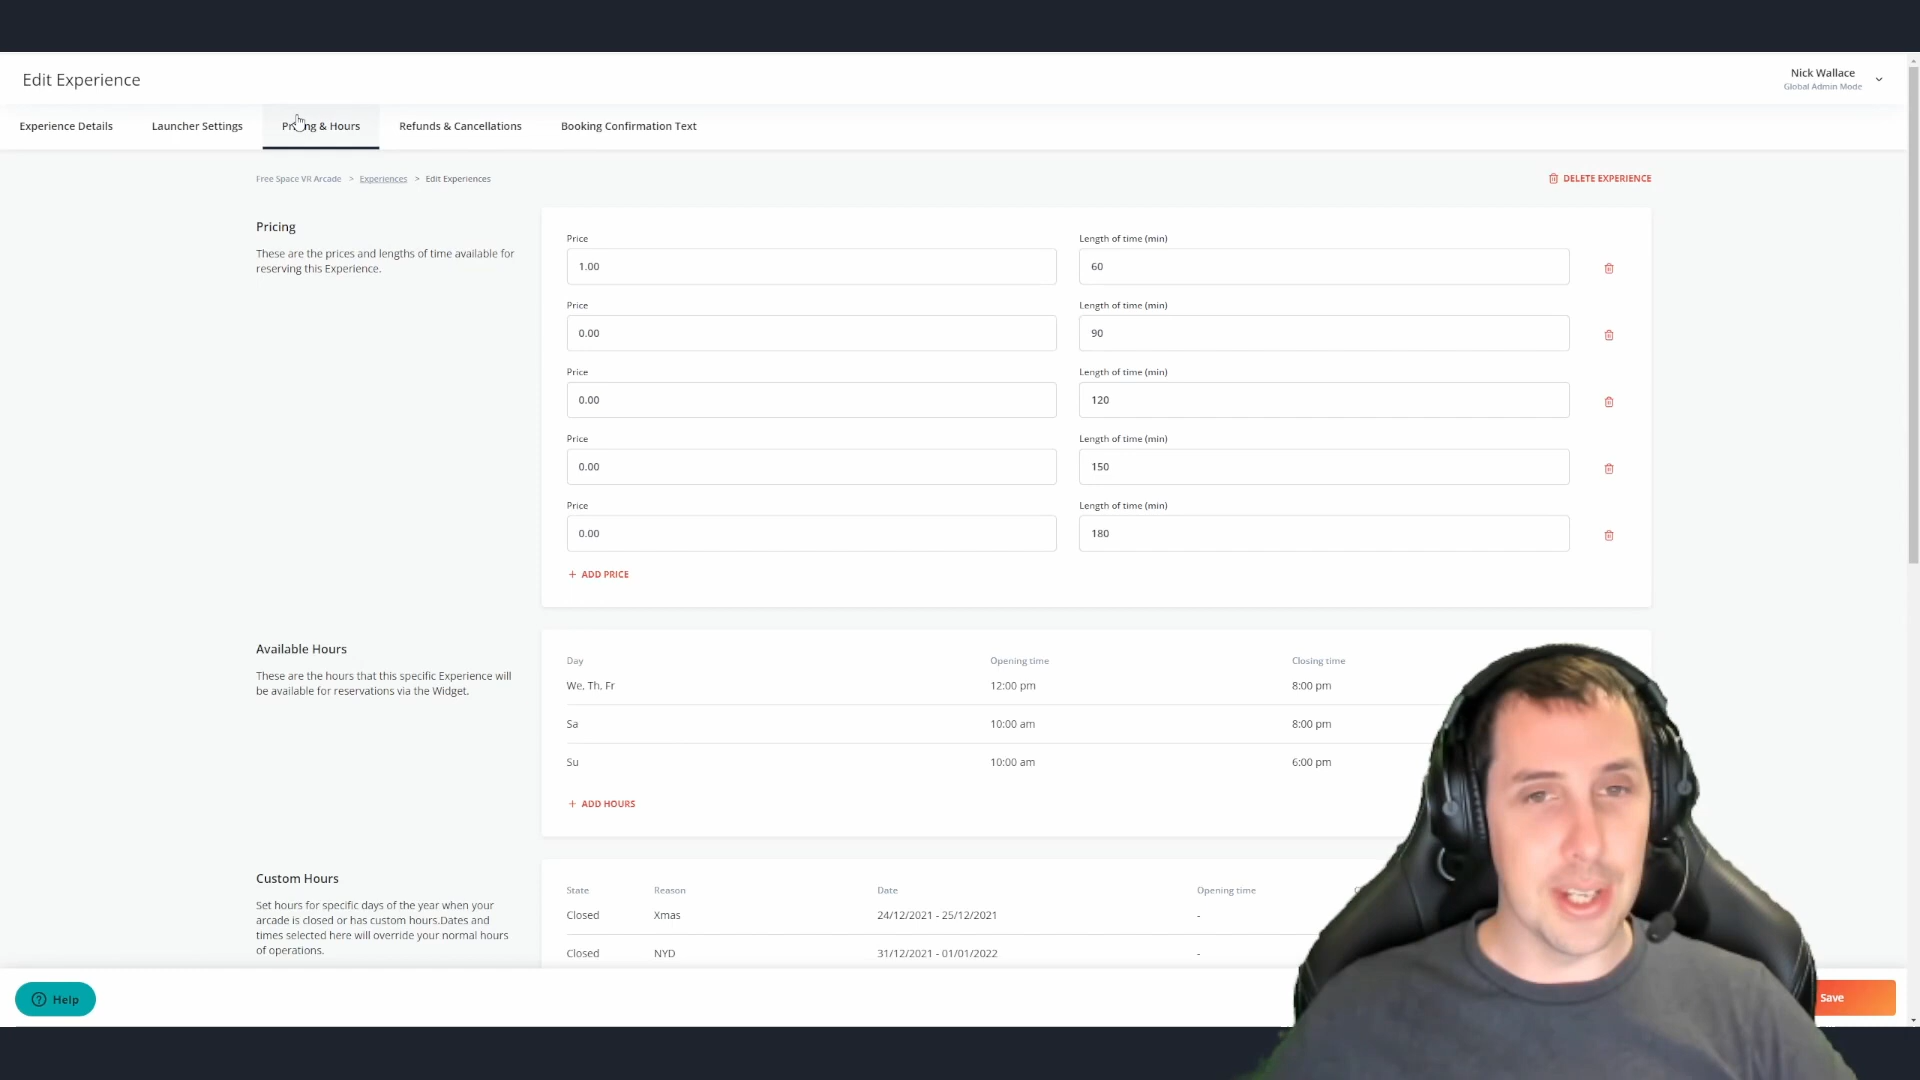 Edit Experience
Nick Wallace
Global Admin Mode
Experience Details
Launcher Settings
Pricing & Hours
Refunds & Cancellations
Booking Confirmation Text
Free Space VR Arcade > Experiences > Edit Experiences
DELETE EXPERIENCE
Pricing
These are the prices and lengths of time available for
reserving this Experience.
Price
Length of time (min)
1.00
60
Price
Length of time (min)
0.00
90
Price
Length of time (min)
0.00
120
Price
Length of time (min)
0.00
150
Price
Length of time (min)
0.00
180
+ ADD PRICE
Available Hours
These are the hours that this specific Experience will
be available for reservations via the Widget.
Day
Opening time
Closing time
We, Th, Fr
12:00 pm
8:00 pm
Sa
10:00 am
8:00 pm
Su
10:00 am
6:00 pm
+ ADD HOURS
Custom Hours
Set hours for specific days of the year when your
arcade is closed or has custom hours.Dates and
times selected here will override your normal hours
of operations.
State
Reason
Date
Opening time
Closed
Xmas
24/12/2021 - 25/12/2021
-
Closed
NYD
31/12/2021 - 01/01/2022
-
? Help
Save